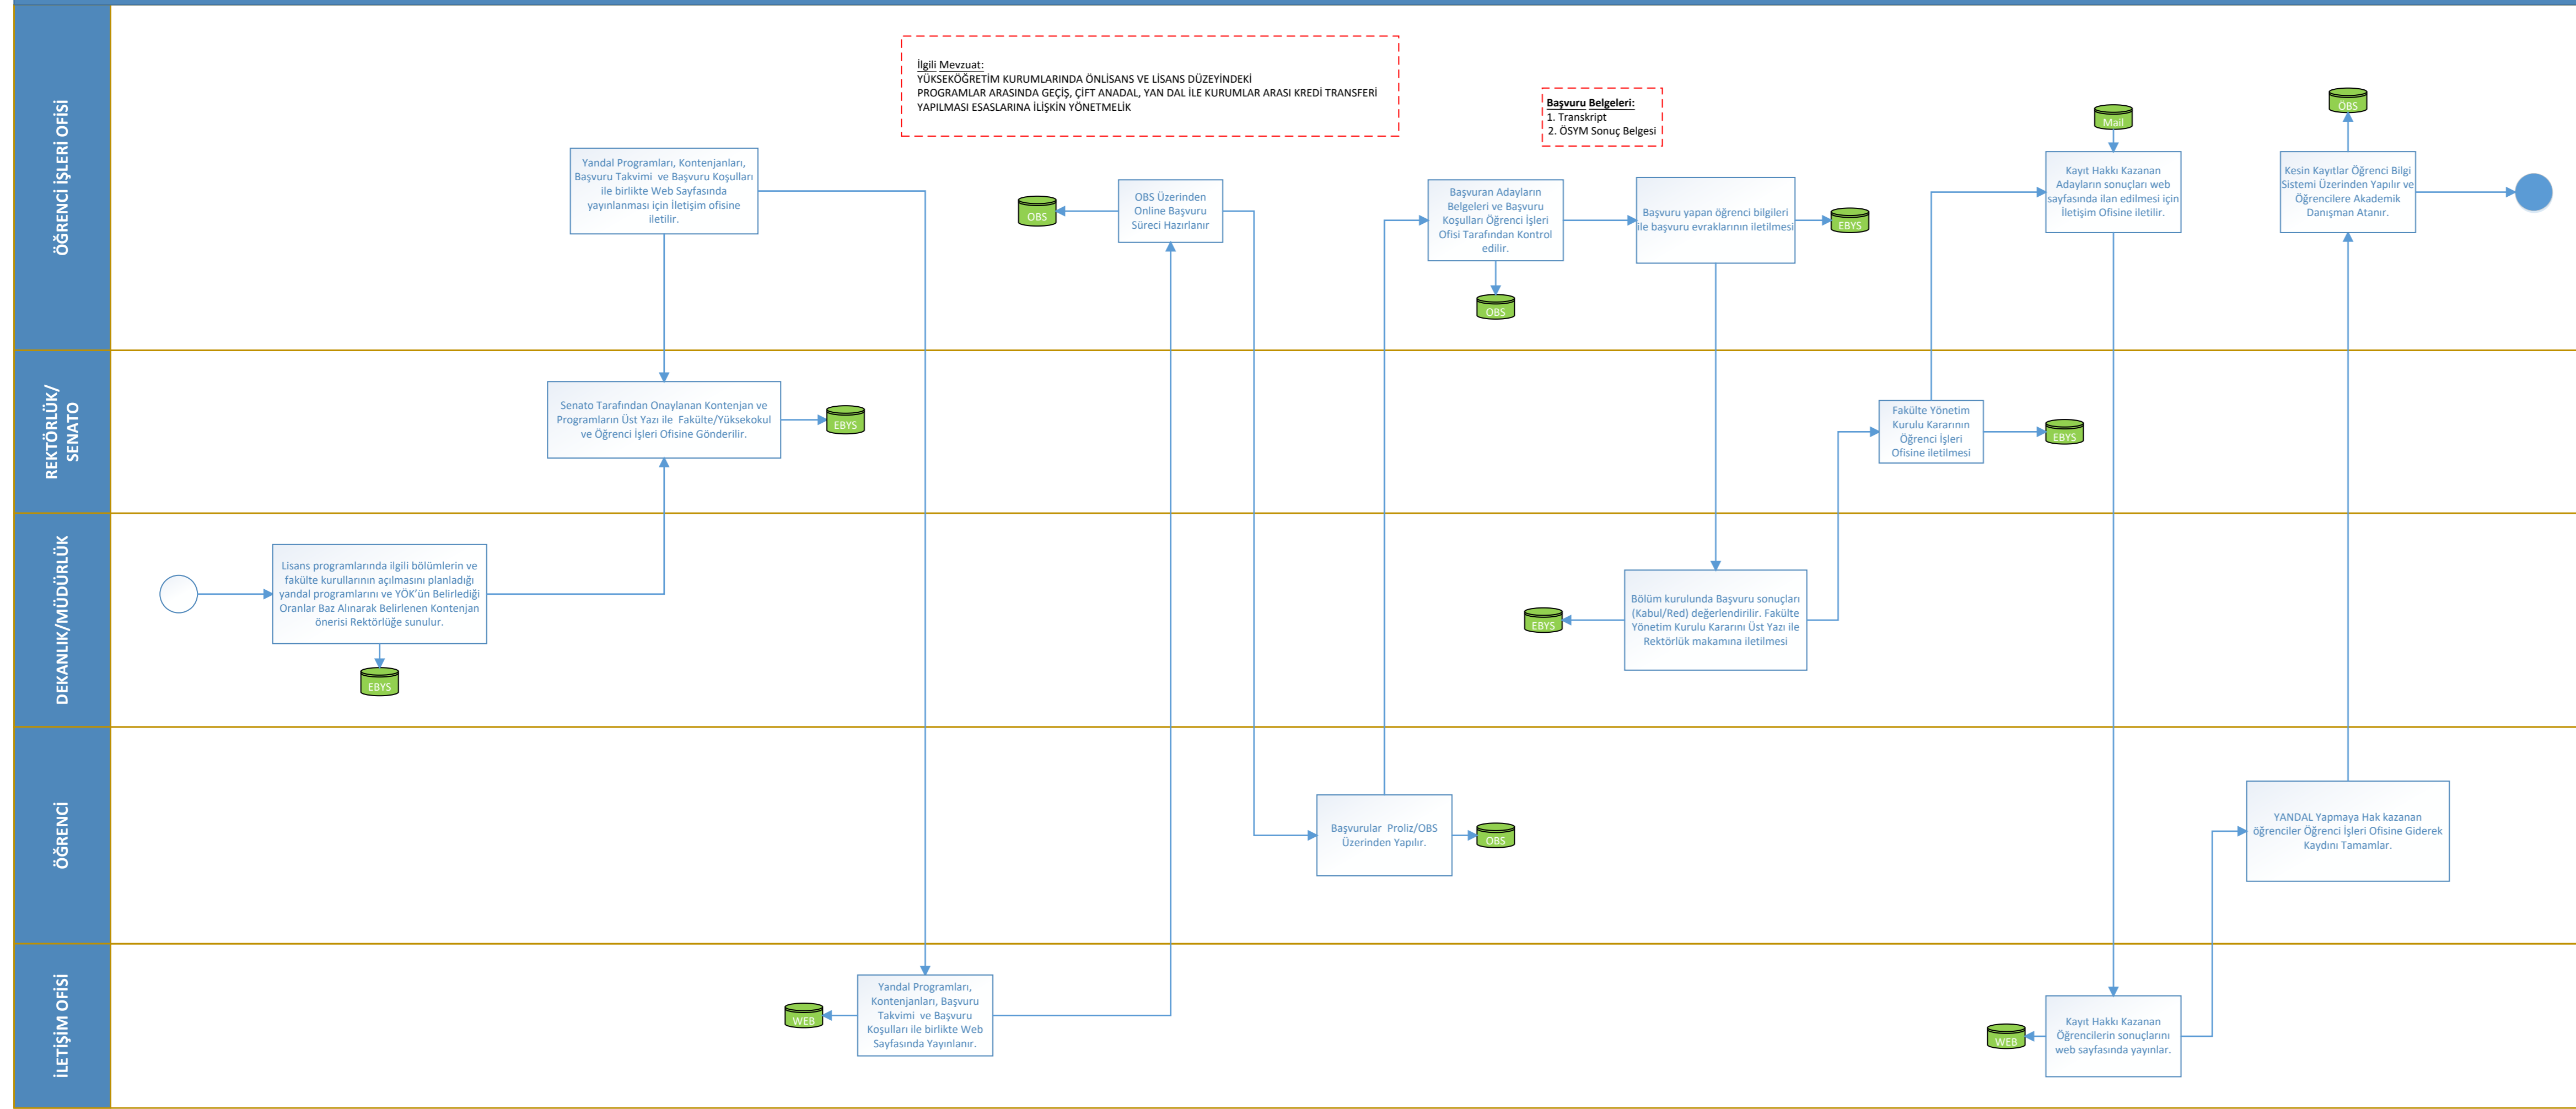 ÖĞRENCİ İŞLERİ OFİSİ
İlgili Mevzuat:
YÜKSEKÖĞRETİM KURUMLARINDA ÖNLİSANS VE LİSANS DÜZEYİNDEKİ
PROGRAMLAR ARASINDA GEÇİŞ, ÇİFT ANADAL, YAN DAL İLE KURUMLAR ARASI KREDİ TRANSFERİ
YAPILMASI ESASLARINA İLİŞKİN YÖNETMELİK
Başvuru Belgeleri:
1. Transkript
2. ÖSYM Sonuç Belgesi
Yandal Programları, Kontenjanları,
Başvuru Takvimi ve Başvuru Koşulları
ile birlikte Web Sayfasında
yayınlanması için İletişim ofisine
iletilir.
OBS
OBS Üzerinden
Online Başvuru
Süreci Hazırlanır
Başvuran Adayların
Belgeleri ve Başvuru
Koşulları Öğrenci İşleri
Ofisi Tarafından Kontrol
edilir.
OBS
Başvuru yapan öğrenci bilgileri
ile başvuru evraklarının iletilmesi
EBYS
Mail
Kayıt Hakkı Kazanan
Adayların sonuçları web
sayfasında ilan edilmesi için
İletişim Ofisine iletilir.
ÖBS
Kesin Kayıtlar Öğrenci Bilgi
Sistemi Üzerinden Yapılır ve
Öğrencilere Akademik
Danışman Atanır.
REKTÖRLÜK/
SENATO
Senato Tarafından Onaylanan Kontenjan ve
Programların Üst Yazı ile Fakülte/Yüksekokul
ve Öğrenci İşleri Ofisine Gönderilir.
EBYS
Fakülte Yönetim
Kurulu Kararının
Öğrenci İşleri
Ofisine iletilmesi
EBYS
DEKANLIK/MÜDÜRLÜK
Lisans programlarında ilgili bölümlerin ve
fakülte kurullarının açılmasını planladığı
yandal programlarını ve YÖK'ün Belirlediği
Oranlar Baz Alınarak Belirlenen Kontenjan
önerisi Rektörlüğe sunulur.
EBYS
EBYS
Bölüm kurulunda Başvuru sonuçları
(Kabul/Red) değerlendirilir. Fakülte
Yönetim Kurulu Kararını Üst Yazı ile
Rektörlük makamına iletilmesi
ÖĞRENCİ
Başvurular Proliz/OBS
Üzerinden Yapılır.
OBS
YANDAL Yapmaya Hak kazanan
öğrenciler Öğrenci İşleri Ofisine Giderek
Kaydını Tamamlar.
İLETİŞİM OFİSİ
WEB
Yandal Programları,
Kontenjanları, Başvuru
Takvimi ve Başvuru
Koşulları ile birlikte Web
Sayfasında Yayınlanır.
WEB
Kayıt Hakkı Kazanan
Öğrencilerin sonuçlarını
web sayfasında yayınlar.